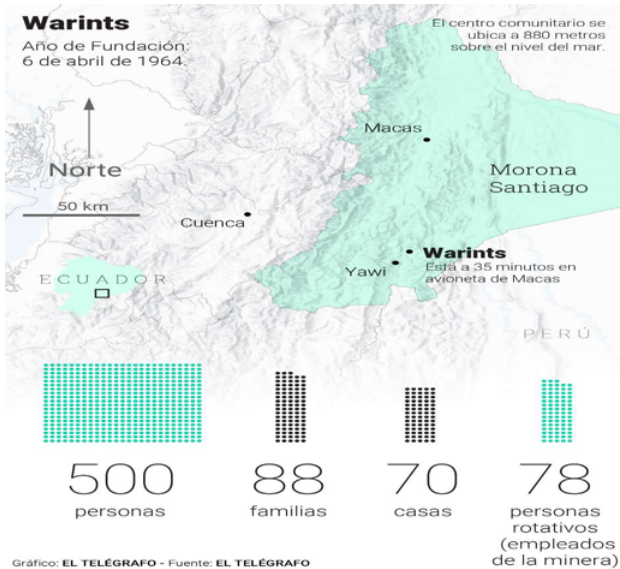 Warints
Año de Fundación:
6 de abril de 1964.
El centro comunitario se
ubica a 880 metros
sobre el nivel del mar.
Norte
50 km
Macas
Morona
Santiago
Cuenca
Warints
Está a 35 minutos en
avioneta de Macas
Yawi
ECUADOR
PERÚ
500
personas
88
familias
70
casas
78
personas
rotativos
(empleados
de la minera)
Gráfico: EL TELÉGRAFO - Fuente: EL TELÉGRAFO